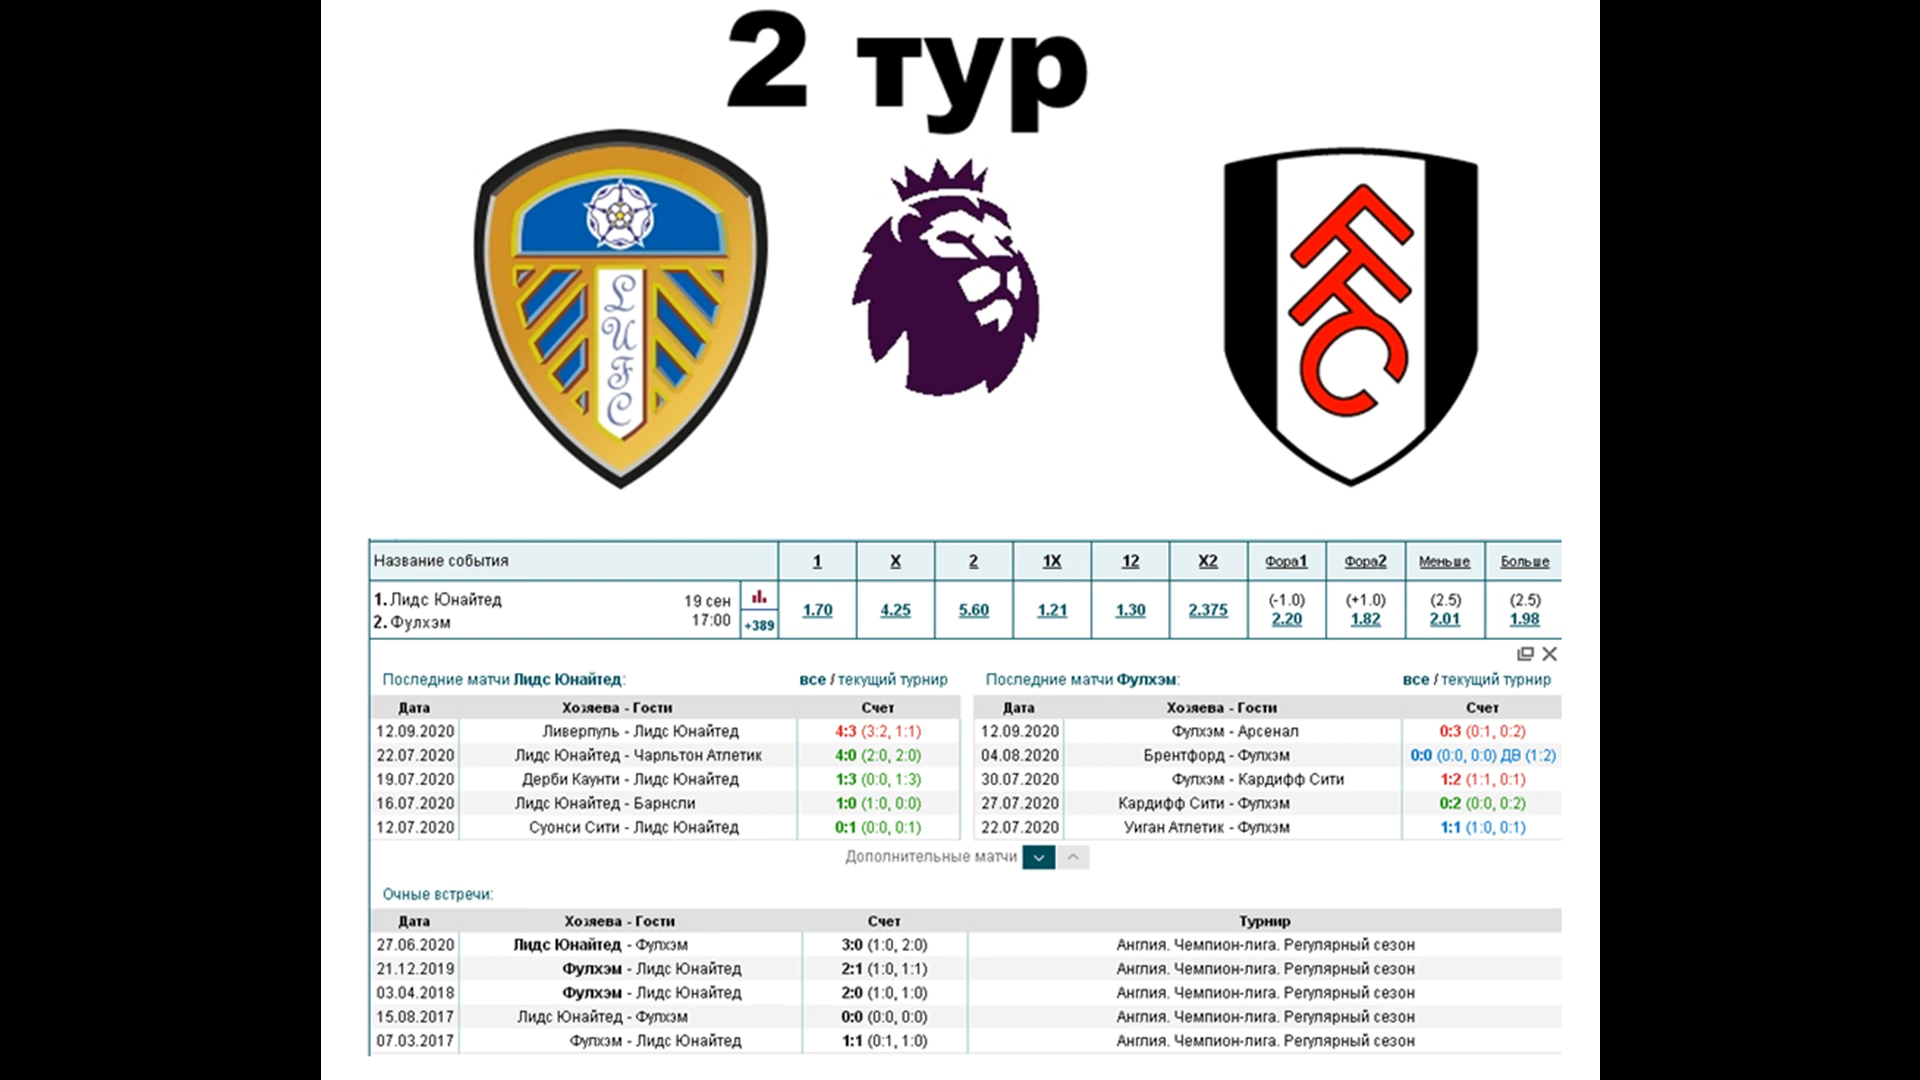 2 тур
L
U
F
C
FFC
Название события 1 X 2 1X 12 X2 Фора1 Фора2 Меньше Больше
1. Лидс Юнайтед 19 сен (-1.0) (+1.0) (2.5) (2.5)
1.70 4.25 5.60 1.21 1.30 2.375
2. Фулхэм 17:00 +389 2.20 1.82 2.01 1.98
Последние матчи Лидс Юнайтед: все / текущий турнир
Дата Хозяева - Гости Счет
12.09.2020 Ливерпуль - Лидс Юнайтед 4:3 (3:2, 1:1)
22.07.2020 Лидс Юнайтед - Чарльтон Атлетик 4:0 (2:0, 2:0)
19.07.2020 Дерби Каунти - Лидс Юнайтед 1:3 (0:0, 1:3)
16.07.2020 Лидс Юнайтед - Барнсли 1:0 (1:0, 0:0)
12.07.2020 Суонси Сити - Лидс Юнайтед 0:1 (0:0, 0:1)
Последние матчи Фулхэм: все / текущий турнир
Дата Хозяева - Гости Счет
12.09.2020 Фулхэм - Арсенал 0:3 (0:1, 0:2)
04.08.2020 Брентфорд - Фулхэм 0:0 (0:0, 0:0) ДВ (1:2)
30.07.2020 Фулхэм - Кардифф Сити 1:2 (1:1, 0:1)
27.07.2020 Кардифф Сити - Фулхэм 0:2 (0:0, 0:2)
22.07.2020 Уиган Атлетик - Фулхэм 1:1 (1:0, 0:1)
Дополнительные матчи
Очные встречи:
Дата Хозяева - Гости Счет Турнир
27.06.2020 Лидс Юнайтед - Фулхэм 3:0 (1:0, 2:0) Англия. Чемпион-лига. Регулярный сезон
21.12.2019 Фулхэм - Лидс Юнайтед 2:1 (1:0, 1:1) Англия. Чемпион-лига. Регулярный сезон
03.04.2018 Фулхэм - Лидс Юнайтед 2:0 (1:0, 1:0) Англия. Чемпион-лига. Регулярный сезон
15.08.2017 Лидс Юнайтед - Фулхэм 0:0 (0:0, 0:0) Англия. Чемпион-лига. Регулярный сезон
07.03.2017 Фулхэм - Лидс Юнайтед 1:1 (0:1, 1:0) Англия. Чемпион-лига. Регулярный сезон